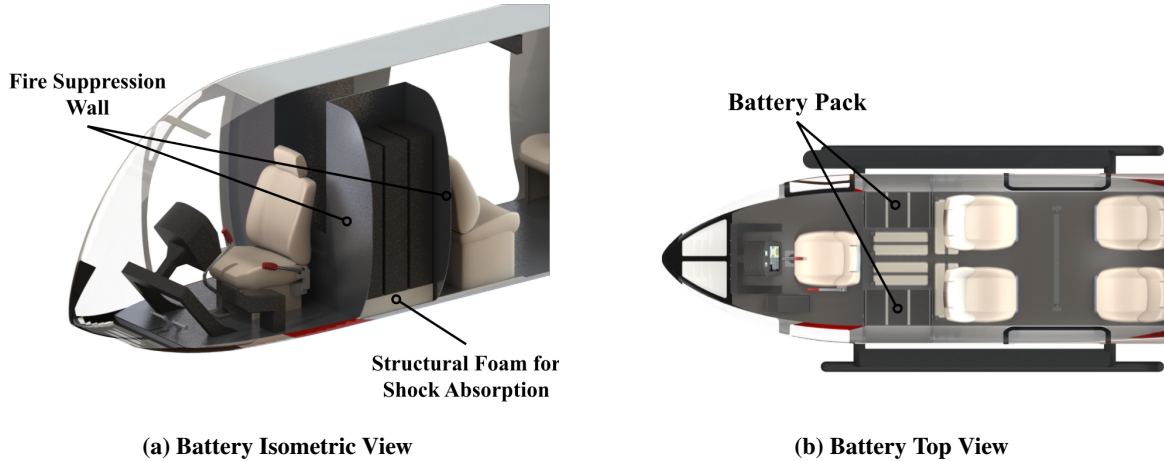 Fire Suppression
Wall
Structural Foam for
Shock Absorption
(a) Battery Isometric View
Battery Pack
(b) Battery Top View